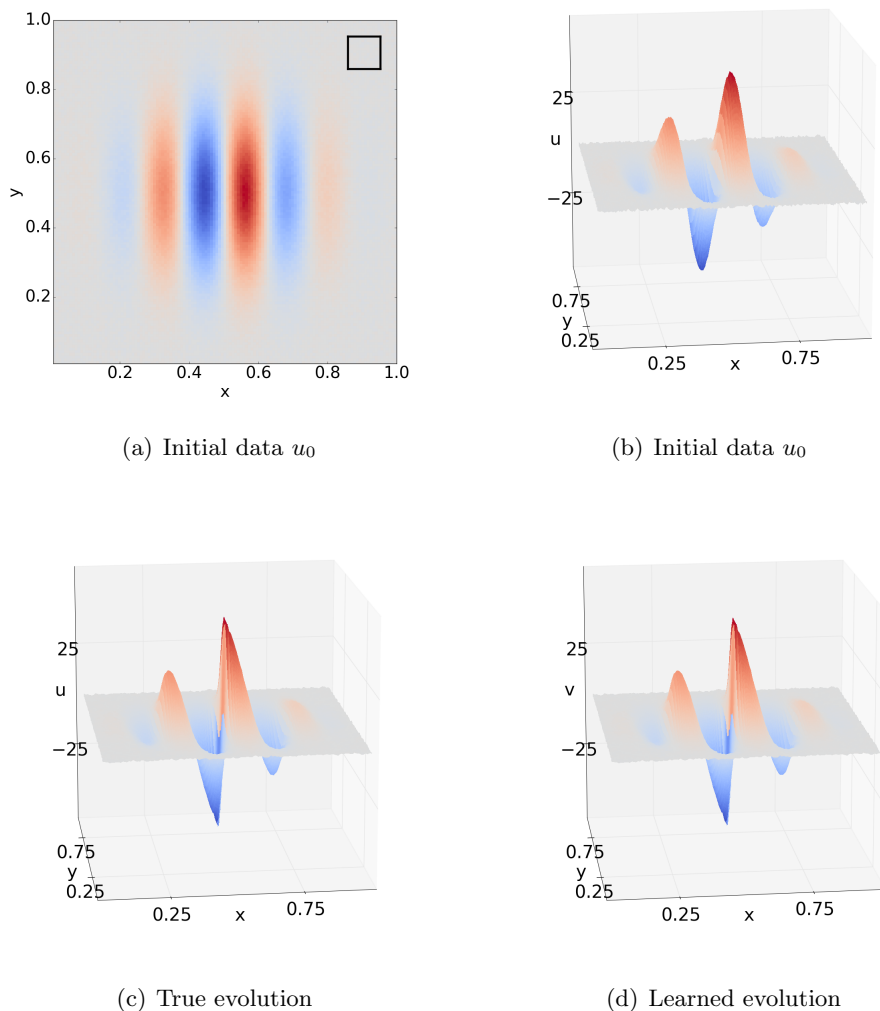 1.0
0.8
0.6
y
0.4
0.2
0.2 0.4 0.6 0.8 1.0
x
(a) Initial data u₀
25
u
−25
0.75
y
0.25
0.25 x 0.75
(b) Initial data u₀
25
u
−25
0.75
y
0.25
0.25 x 0.75
(c) True evolution
25
v
−25
0.75
y
0.25
0.25 x 0.75
(d) Learned evolution